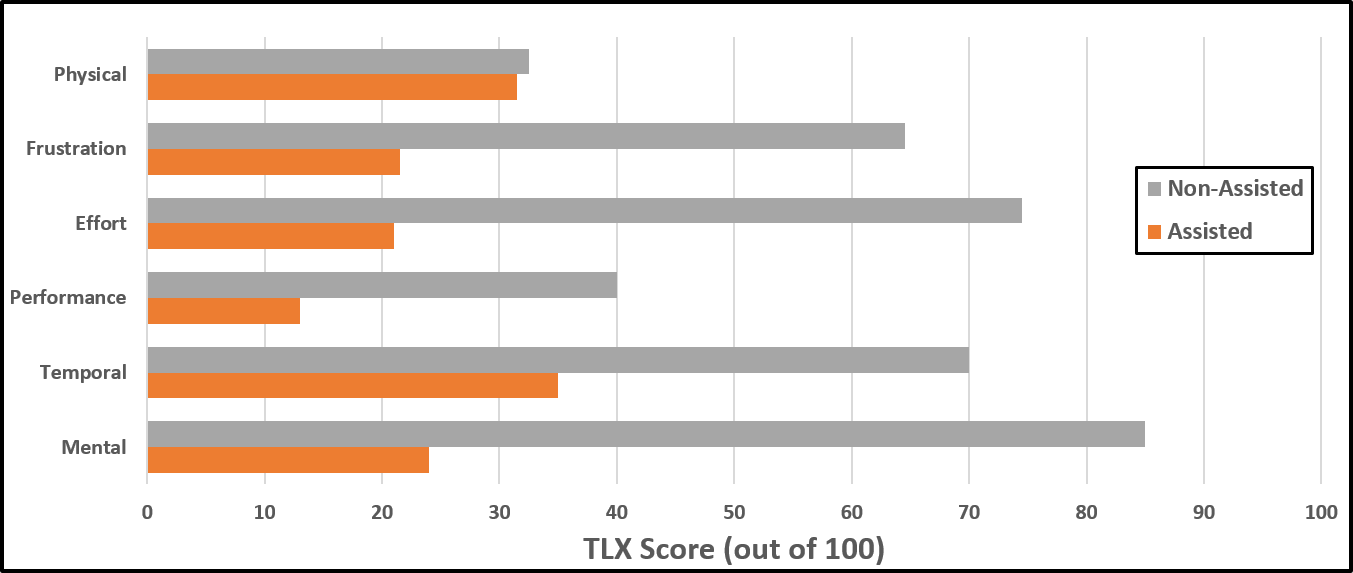 Physical
Frustration
Effort
Performance
Temporal
Mental
Non-Assisted
Assisted
0 10 20 30 40 50 60 70 80 90 100
TLX Score (out of 100)